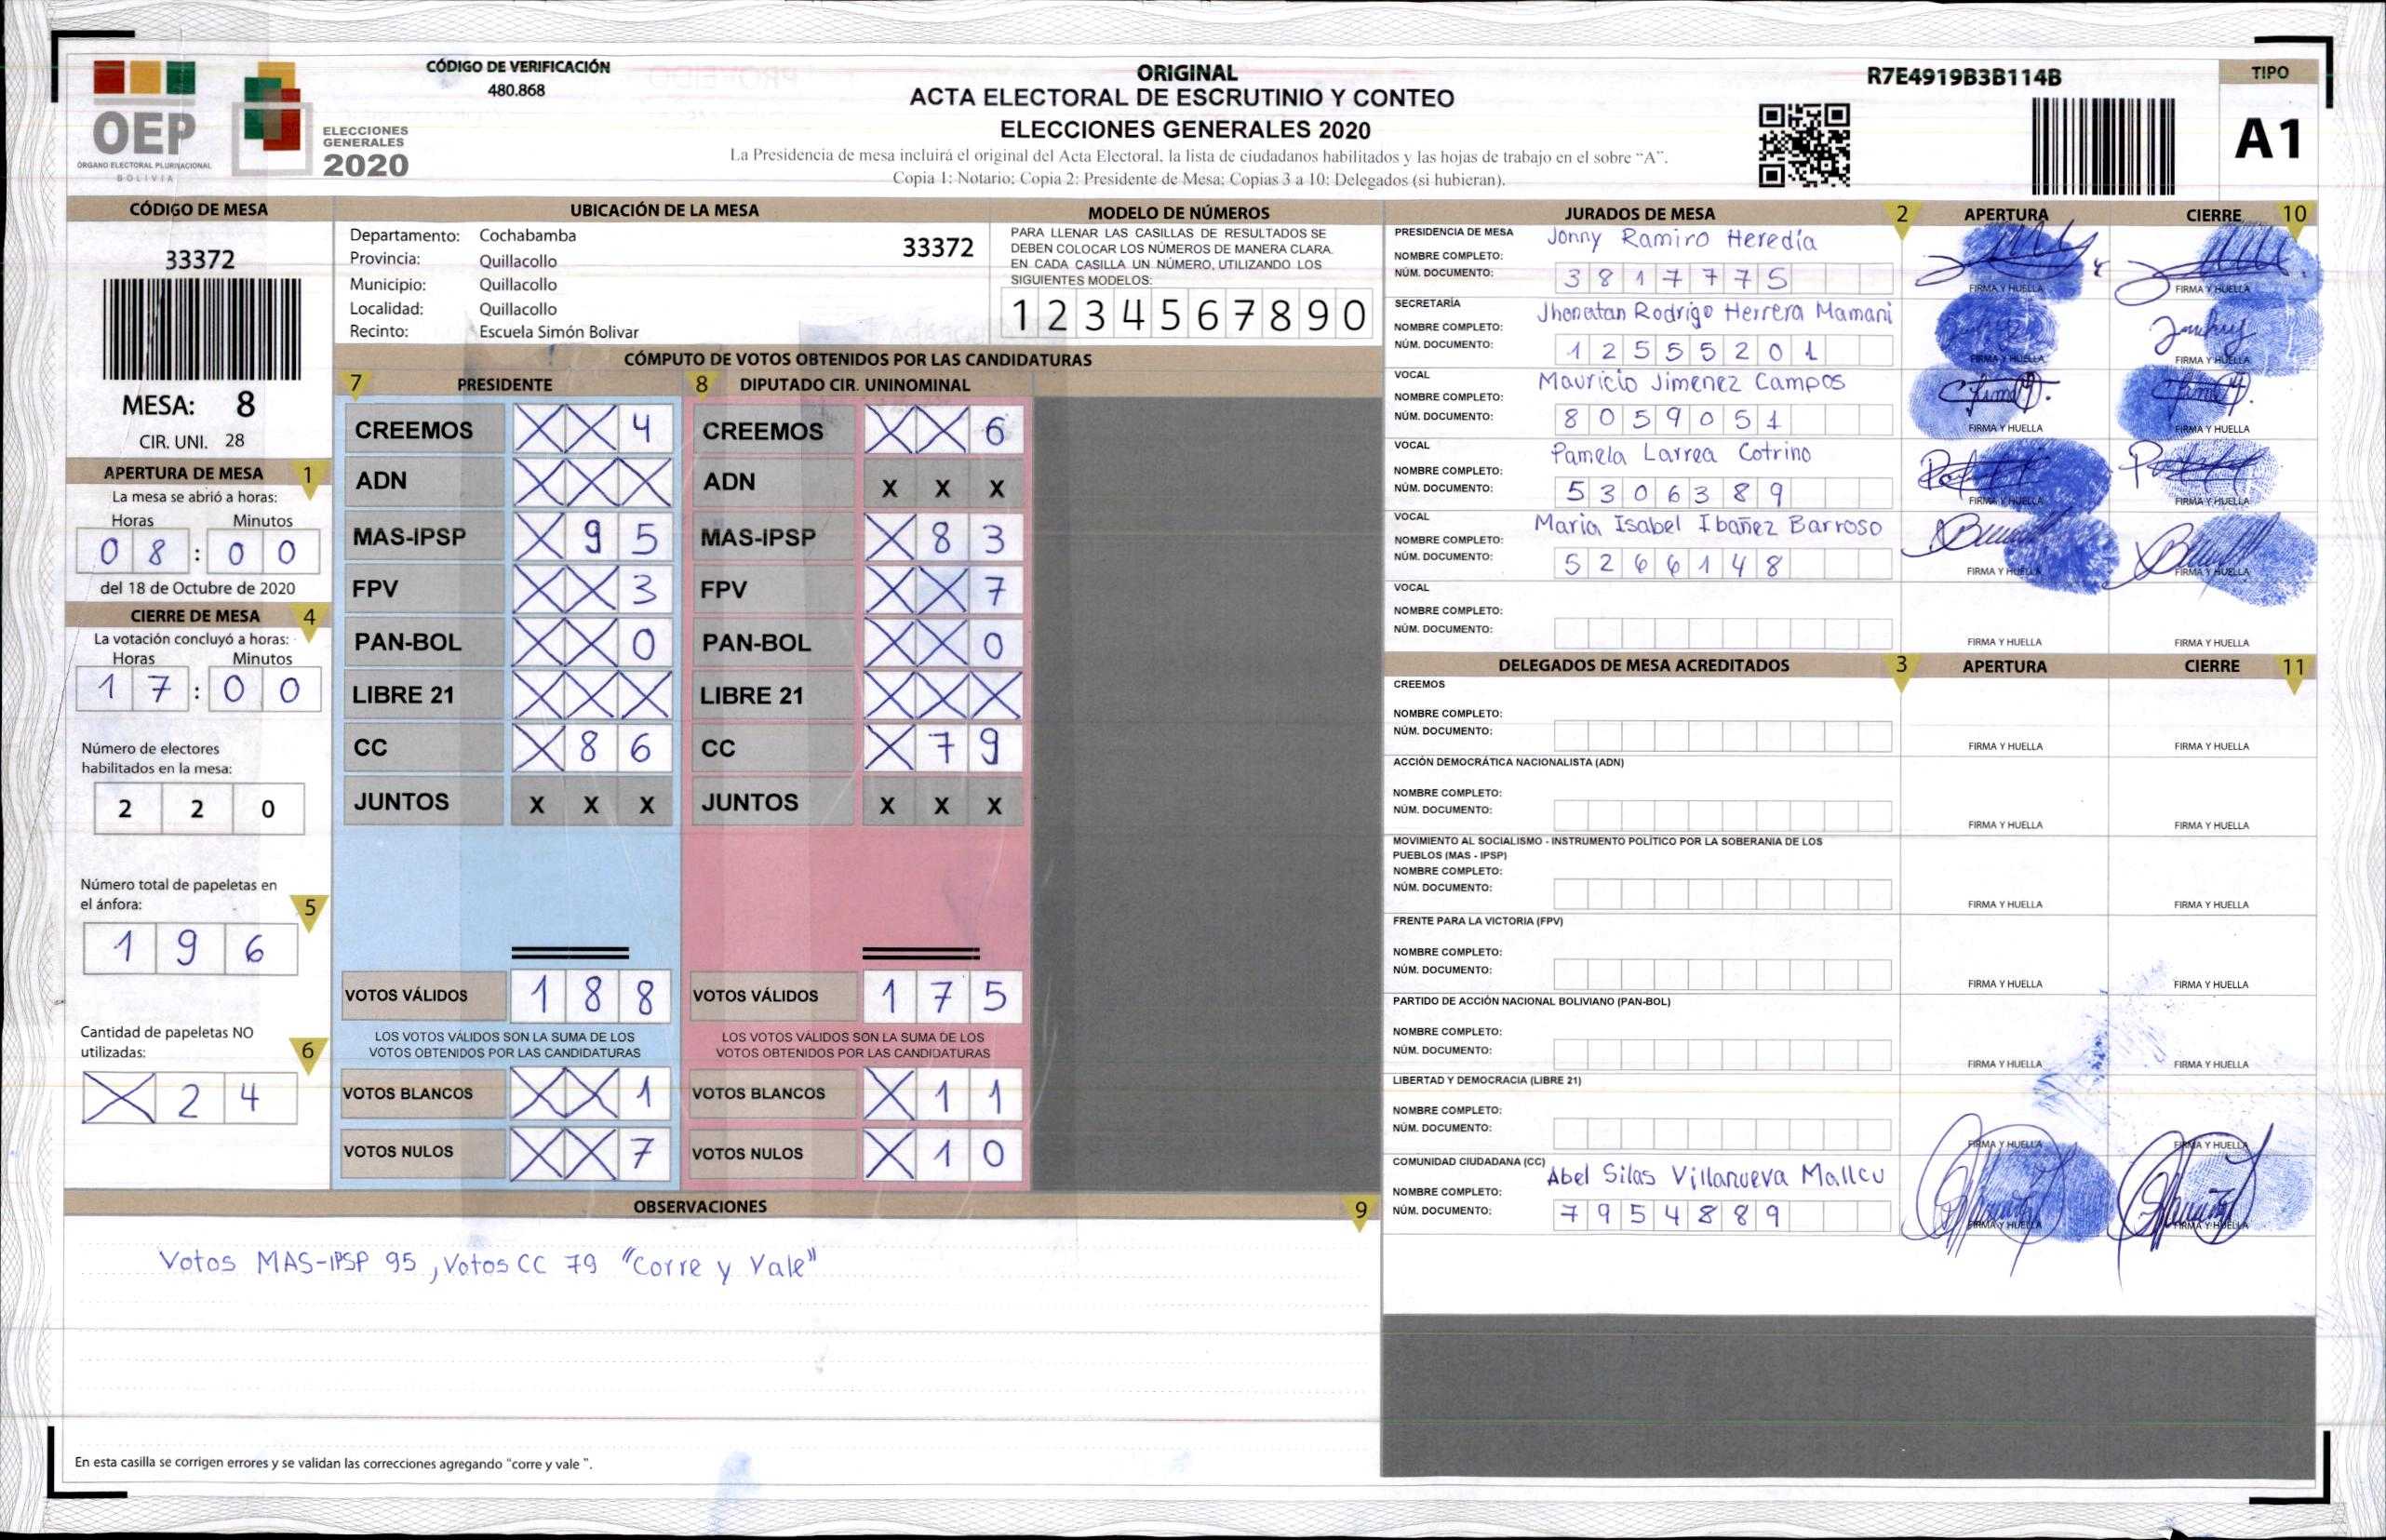 OEP
ÓRGANO ELECTORAL PLURINACIONAL
BOLIVIA
ELECCIONES
GENERALES
2020
CÓDIGO DE VERIFICACIÓN
480.868
ORIGINAL
ACTA ELECTORAL DE ESCRUTINIO Y CONTEO
ELECCIONES GENERALES 2020
La Presidencia de mesa incluirá el original del Acta Electoral, la lista de ciudadanos habilitados y las hojas de trabajo en el sobre "A".
Copia 1: Notario; Copia 2: Presidente de Mesa; Copias 3 a 10: Delegados (si hubieran).
R7E4919B3B114B
TIPO
A1
CÓDIGO DE MESA
33372
MESA: 8
CIR. UNI. 28
APERTURA DE MESA 1
La mesa se abrió a horas:
Horas Minutos
0 8 : 0 0
del 18 de Octubre de 2020
CIERRE DE MESA 4
La votación concluyó a horas:
Horas Minutos
1 7 : 0 0
Número de electores
habilitados en la mesa:
2 2 0
Número total de papeletas en
el ánfora: 5
1 9 6
Cantidad de papeletas NO
utilizadas: 6
X 2 4
UBICACIÓN DE LA MESA
Departamento: Cochabamba
33372
Provincia: Quillacollo
Municipio: Quillacollo
Localidad: Quillacollo
Recinto: Escuela Simón Bolivar
MODELO DE NÚMEROS
PARA LLENAR LAS CASILLAS DE RESULTADOS SE
DEBEN COLOCAR LOS NÚMEROS DE MANERA CLARA.
EN CADA CASILLA UN NÚMERO, UTILIZANDO LOS
SIGUIENTES MODELOS:
1 2 3 4 5 6 7 8 9 0
CÓMPUTO DE VOTOS OBTENIDOS POR LAS CANDIDATURAS
7 PRESIDENTE 8 DIPUTADO CIR. UNINOMINAL
CREEMOS X X 4 CREEMOS X X 6
ADN X X X ADN X X X
MAS-IPSP X 9 5 MAS-IPSP X 8 3
FPV X X 3 FPV X X 7
PAN-BOL X X 0 PAN-BOL X X 0
LIBRE 21 X X X LIBRE 21 X X X
CC X 8 6 CC X 7 9
JUNTOS X X X JUNTOS X X X
VOTOS VÁLIDOS 1 8 8 VOTOS VÁLIDOS 1 7 5
LOS VOTOS VÁLIDOS SON LA SUMA DE LOS LOS VOTOS VÁLIDOS SON LA SUMA DE LOS
VOTOS OBTENIDOS POR LAS CANDIDATURAS VOTOS OBTENIDOS POR LAS CANDIDATURAS
VOTOS BLANCOS X X 1 VOTOS BLANCOS X 1 1
VOTOS NULOS X X 7 VOTOS NULOS X 1 0
OBSERVACIONES 9
Votos MAS-IPSP 95, Votos CC 79 "Corre y Vale"
En esta casilla se corrigen errores y se validan las correcciones agregando "corre y vale ".
JURADOS DE MESA 2 APERTURA CIERRE 10
PRESIDENCIA DE MESA Jonny Ramiro Heredia
NOMBRE COMPLETO:
NÚM. DOCUMENTO: 3 8 1 7 7 7 5
FIRMA Y HUELLA FIRMA Y HUELLA
SECRETARÍA Jhonatan Rodrigo Herrera Mamani
NOMBRE COMPLETO:
NÚM. DOCUMENTO: 1 2 5 5 5 2 0 1
FIRMA Y HUELLA FIRMA Y HUELLA
VOCAL Mauricio Jimenez Campos
NOMBRE COMPLETO:
NÚM. DOCUMENTO: 8 0 5 9 0 5 1
FIRMA Y HUELLA FIRMA Y HUELLA
VOCAL Pamela Larrea Cotrino
NOMBRE COMPLETO:
NÚM. DOCUMENTO: 5 3 0 6 3 8 9
FIRMA Y HUELLA FIRMA Y HUELLA
VOCAL Maria Isabel Ibañez Barroso
NOMBRE COMPLETO:
NÚM. DOCUMENTO: 5 2 6 6 1 4 8
FIRMA Y HUELLA FIRMA Y HUELLA
VOCAL
NOMBRE COMPLETO:
NÚM. DOCUMENTO:
FIRMA Y HUELLA FIRMA Y HUELLA
DELEGADOS DE MESA ACREDITADOS 3 APERTURA CIERRE 11
CREEMOS
NOMBRE COMPLETO:
NÚM. DOCUMENTO:
FIRMA Y HUELLA FIRMA Y HUELLA
ACCIÓN DEMOCRÁTICA NACIONALISTA (ADN)
NOMBRE COMPLETO:
NÚM. DOCUMENTO:
FIRMA Y HUELLA FIRMA Y HUELLA
MOVIMIENTO AL SOCIALISMO - INSTRUMENTO POLÍTICO POR LA SOBERANIA DE LOS
PUEBLOS (MAS - IPSP)
NOMBRE COMPLETO:
NÚM. DOCUMENTO:
FIRMA Y HUELLA FIRMA Y HUELLA
FRENTE PARA LA VICTORIA (FPV)
NOMBRE COMPLETO:
NÚM. DOCUMENTO:
FIRMA Y HUELLA FIRMA Y HUELLA
PARTIDO DE ACCIÓN NACIONAL BOLIVIANO (PAN-BOL)
NOMBRE COMPLETO:
NÚM. DOCUMENTO:
FIRMA Y HUELLA FIRMA Y HUELLA
LIBERTAD Y DEMOCRACIA (LIBRE 21)
NOMBRE COMPLETO:
NÚM. DOCUMENTO:
FIRMA Y HUELLA FIRMA Y HUELLA
COMUNIDAD CIUDADANA (CC) Abel Silas Villanueva Mallcu
NOMBRE COMPLETO:
NÚM. DOCUMENTO: 7 9 5 4 8 8 9
FIRMA Y HUELLA FIRMA Y HUELLA